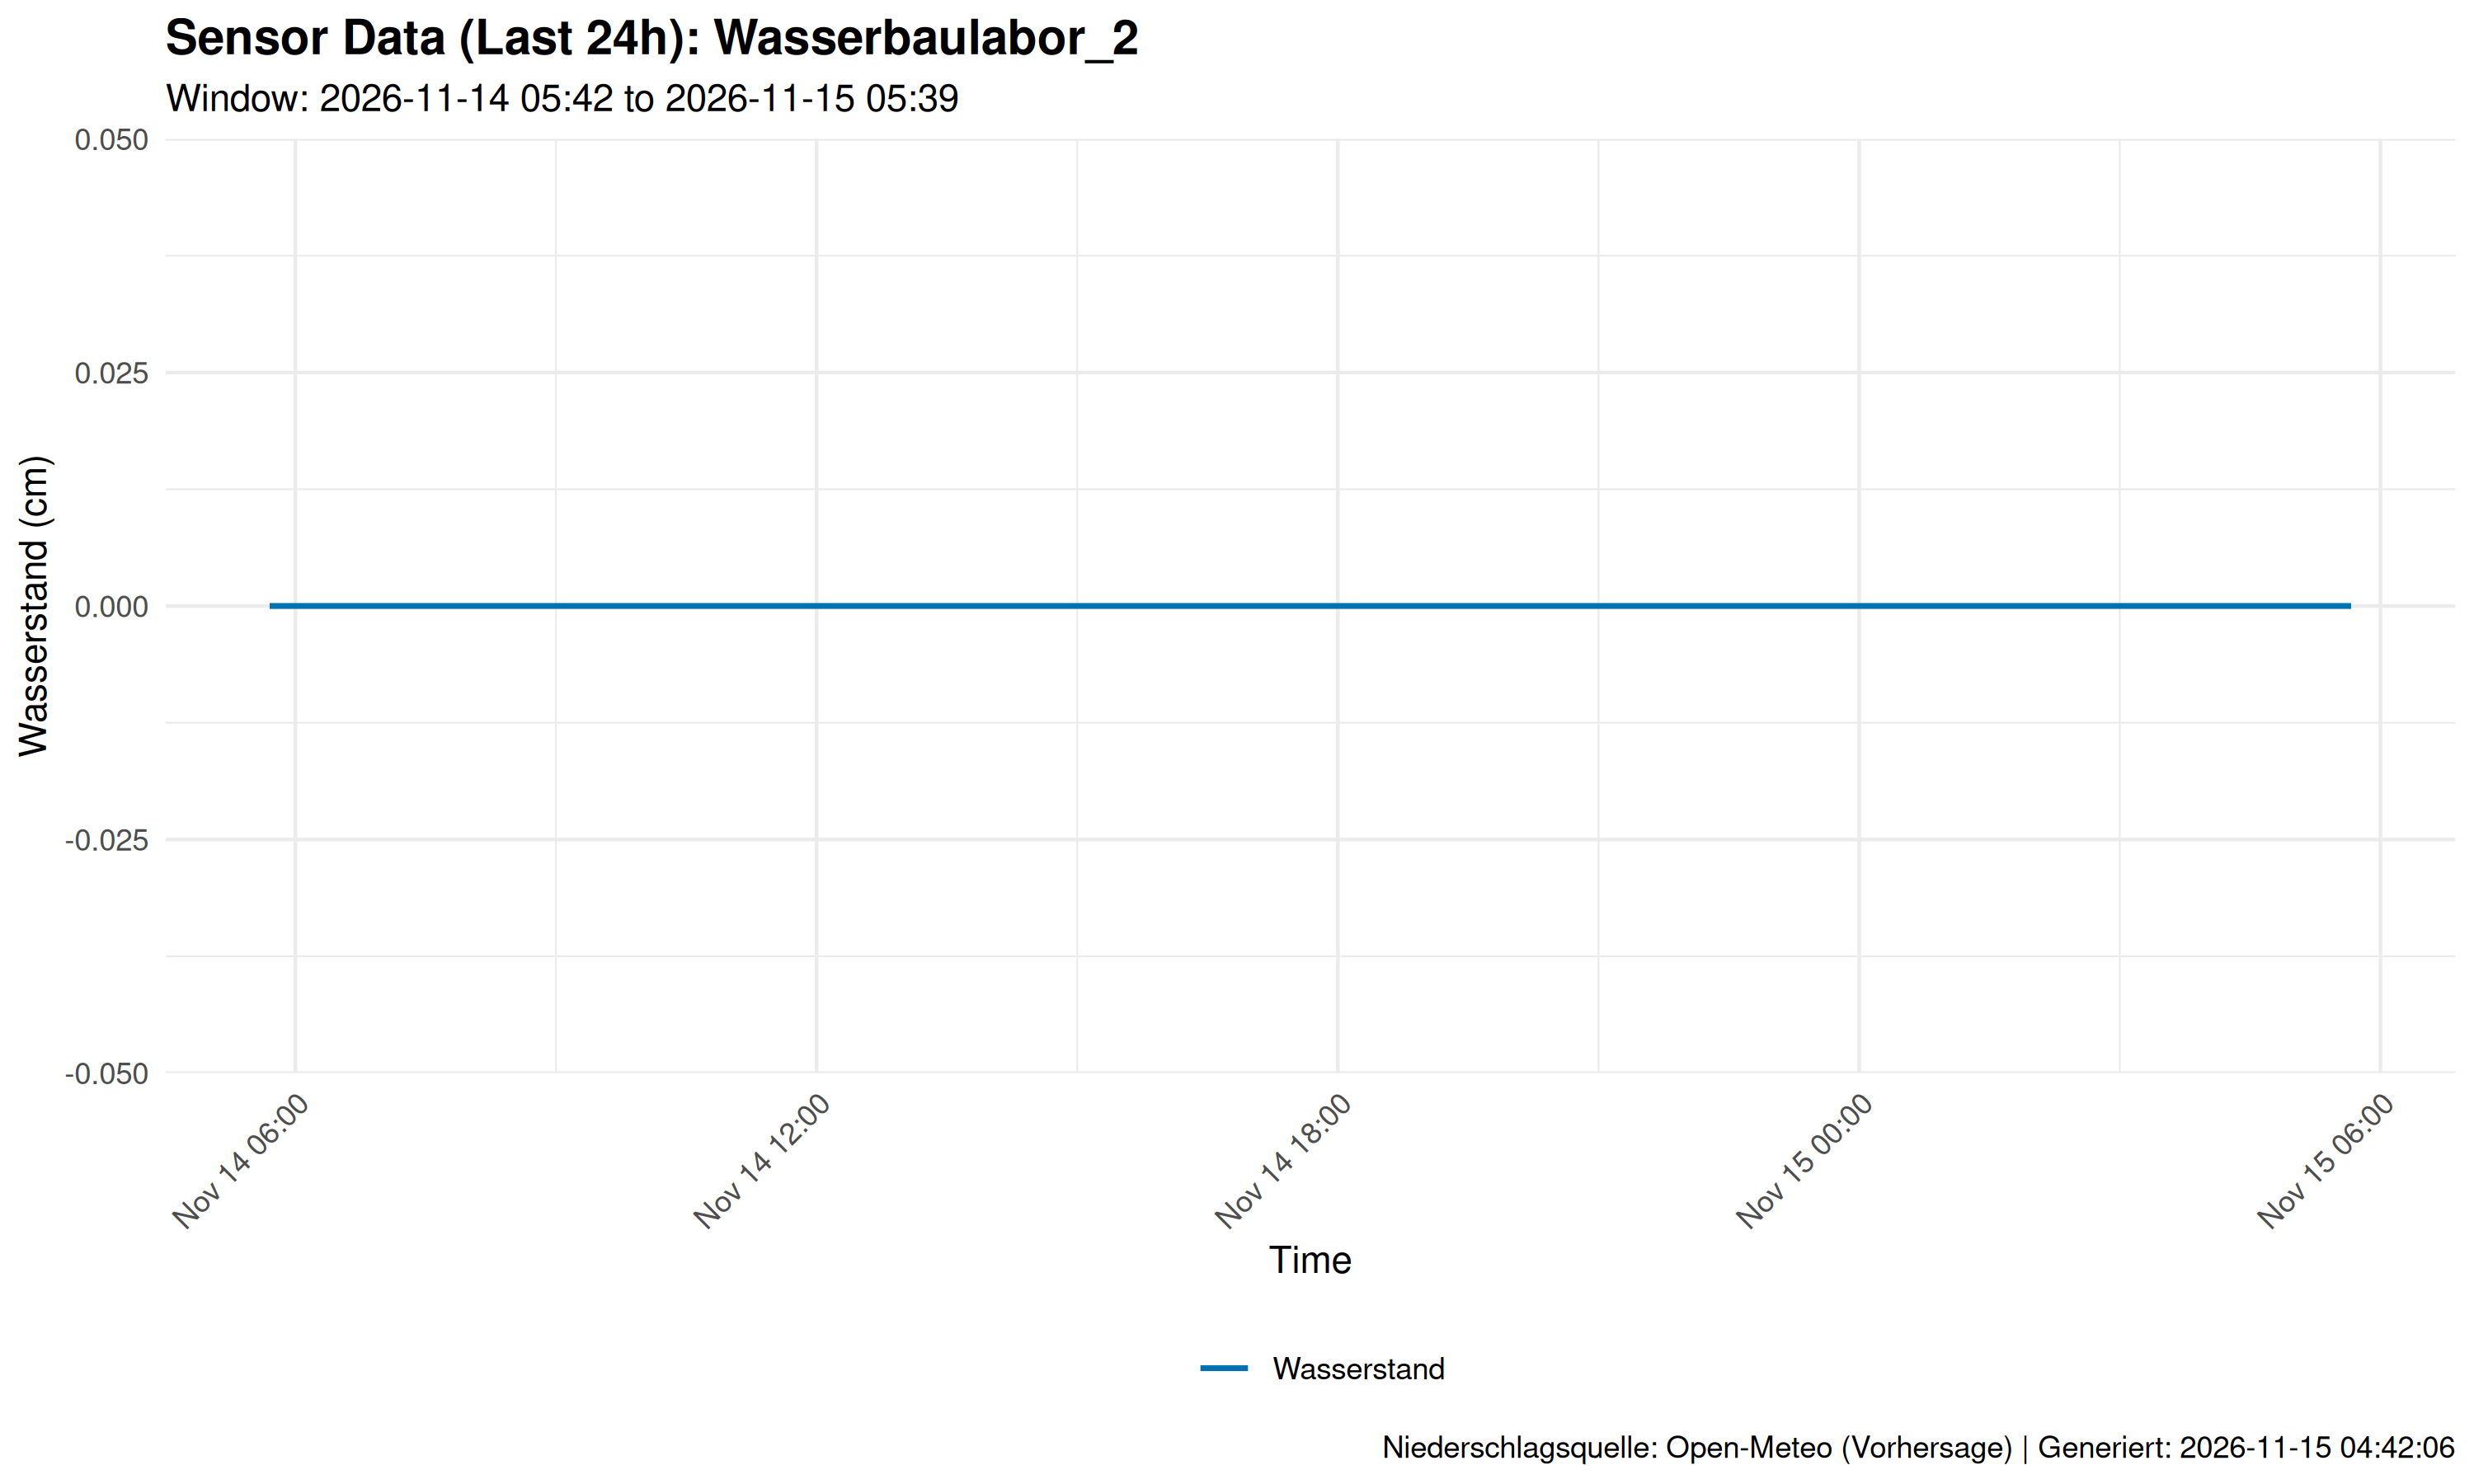 Sensor Data (Last 24h): Wasserbaulabor_2
Window: 2026-11-14 05:42 to 2026-11-15 05:39
Wasserstand (cm)
0.050
0.025
0.000
-0.025
-0.050
Nov 14 06:00
Nov 14 12:00
Nov 14 18:00
Nov 15 00:00
Nov 15 06:00
Time
Wasserstand
Niederschlagsquelle: Open-Meteo (Vorhersage) | Generiert: 2026-11-15 04:42:06